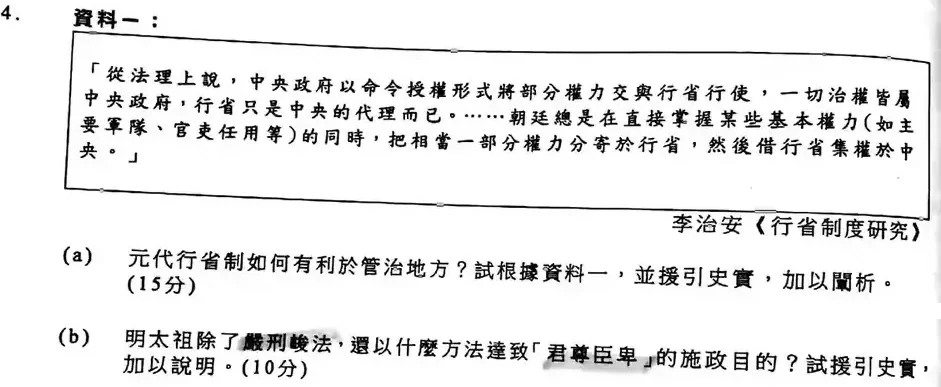 4. 資料一：
「從法理上說，中央政府以命令授權形式將部分權力交與行省行使，一切治權皆屬
中央政府，行省只是中央的代理而已。……朝廷總是在直接掌握某些基本權力(如主
要軍隊、官吏任用等)的同時，把相當一部分權力分寄於行省，然後借行省集權於中
央。」
李治安《行省制度研究》
(a) 元代行省制如何有利於管治地方？試根據資料一，並援引史實，加以闡析。
(15分)
(b) 明太祖除了嚴刑峻法，還以什麼方法達致「君尊臣卑」的施政目的？試援引史實，
加以說明。(10分)